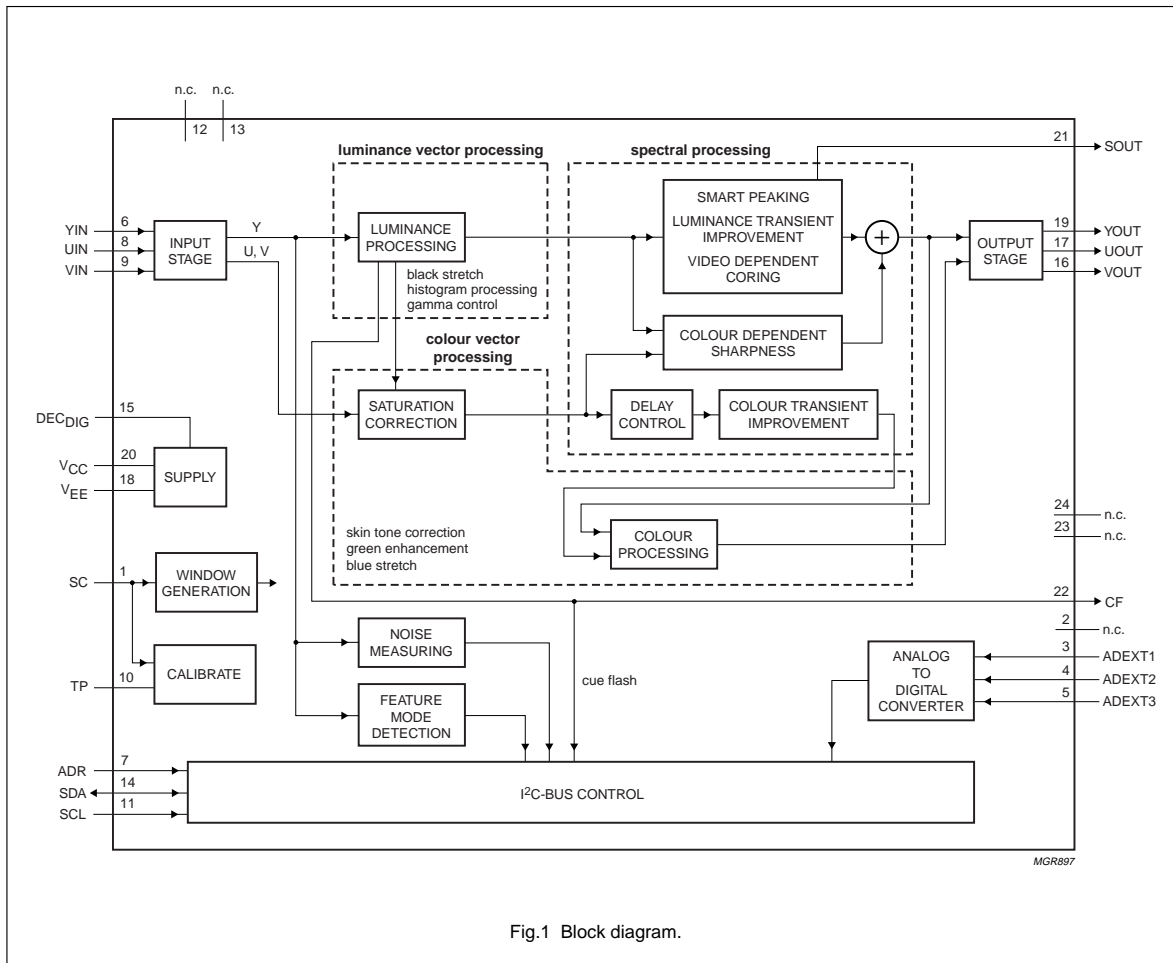 n.c.
n.c.
12
13
luminance vector processing
spectral processing
21
SOUT
YIN
6
UIN
8
VIN
9
INPUT
STAGE
Y
U, V
LUMINANCE
PROCESSING
black stretch
histogram processing
gamma control
SMART PEAKING
LUMINANCE TRANSIENT
IMPROVEMENT
VIDEO DEPENDENT
CORING
+
OUTPUT
STAGE
19
YOUT
17
UOUT
16
VOUT
COLOUR DEPENDENT
SHARPNESS
colour vector
processing
SATURATION
CORRECTION
DELAY
CONTROL
COLOUR TRANSIENT
IMPROVEMENT
15
DECDIG
20
VCC
18
VEE
SUPPLY
skin tone correction
green enhancement
blue stretch
COLOUR
PROCESSING
24
n.c.
23
n.c.
SC
1
WINDOW
GENERATION
22
CF
2
n.c.
TP
10
CALIBRATE
NOISE
MEASURING
FEATURE
MODE
DETECTION
cue flash
ANALOG
TO
DIGITAL
CONVERTER
3
ADEXT1
4
ADEXT2
5
ADEXT3
ADR
7
SDA
14
SCL
11
I²C-BUS CONTROL
MGR897
Fig.1 Block diagram.